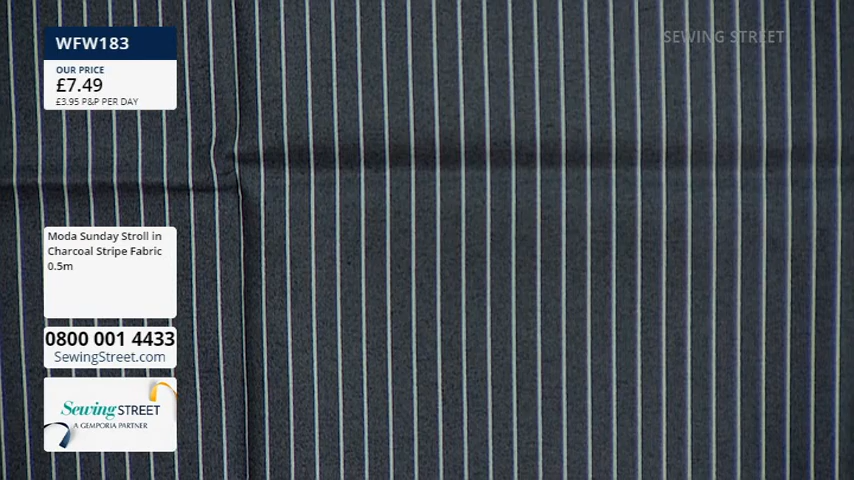 WFW183
OUR PRICE
£7.49
£3.95 P&P PER DAY
SEWING STREET
Moda Sunday Stroll in
Charcoal Stripe Fabric
0.5m
0800 001 4433
SewingStreet.com
Sewing STREET
A GEMPORIA PARTNER